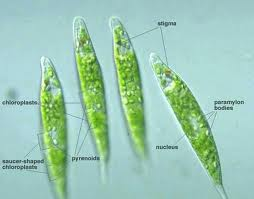 stigma
chloroplasts
paramylon
bodies
pyrenoids
nucleus
saucer-shaped
chloroplasts